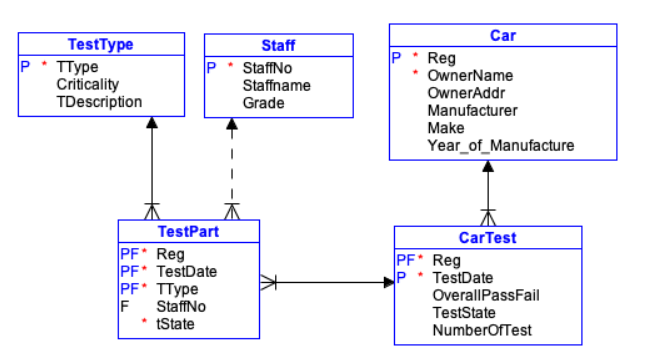 TestType
P * TType
Criticality
TDescription
Staff
P * StaffNo
Staffname
Grade
Car
P * Reg
* OwnerName
OwnerAddr
Manufacturer
Make
Year_of_Manufacture
TestPart
PF* Reg
PF* TestDate
PF* TType
F StaffNo
* tState
CarTest
PF* Reg
P * TestDate
OverallPassFail
TestState
NumberOfTest